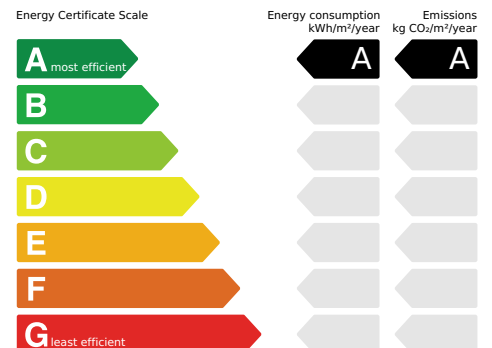 Energy Certificate Scale
Energy consumption
kWh/m²/year
Emissions
kg CO₂/m²/year
A most efficient
A
A
B
C
D
E
F
G least efficient